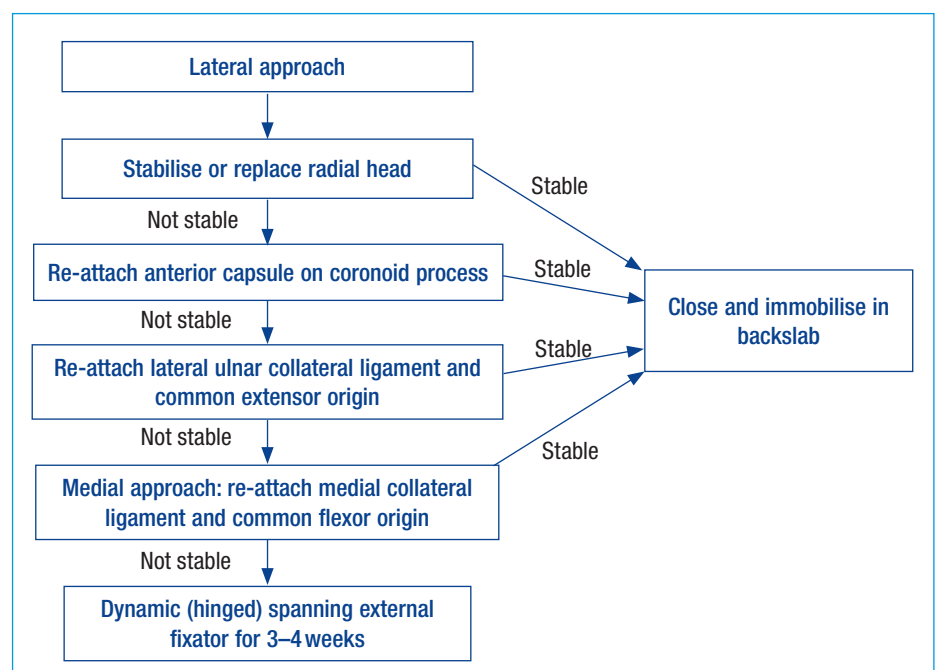 Lateral approach
Stabilise or replace radial head
Stable
Not stable
Re-attach anterior capsule on coronoid process
Stable
Close and immobilise in
backslab
Not stable
Re-attach lateral ulnar collateral ligament and
common extensor origin
Stable
Not stable
Medial approach: re-attach medial collateral
ligament and common flexor origin
Stable
Not stable
Dynamic (hinged) spanning external
fixator for 3–4 weeks